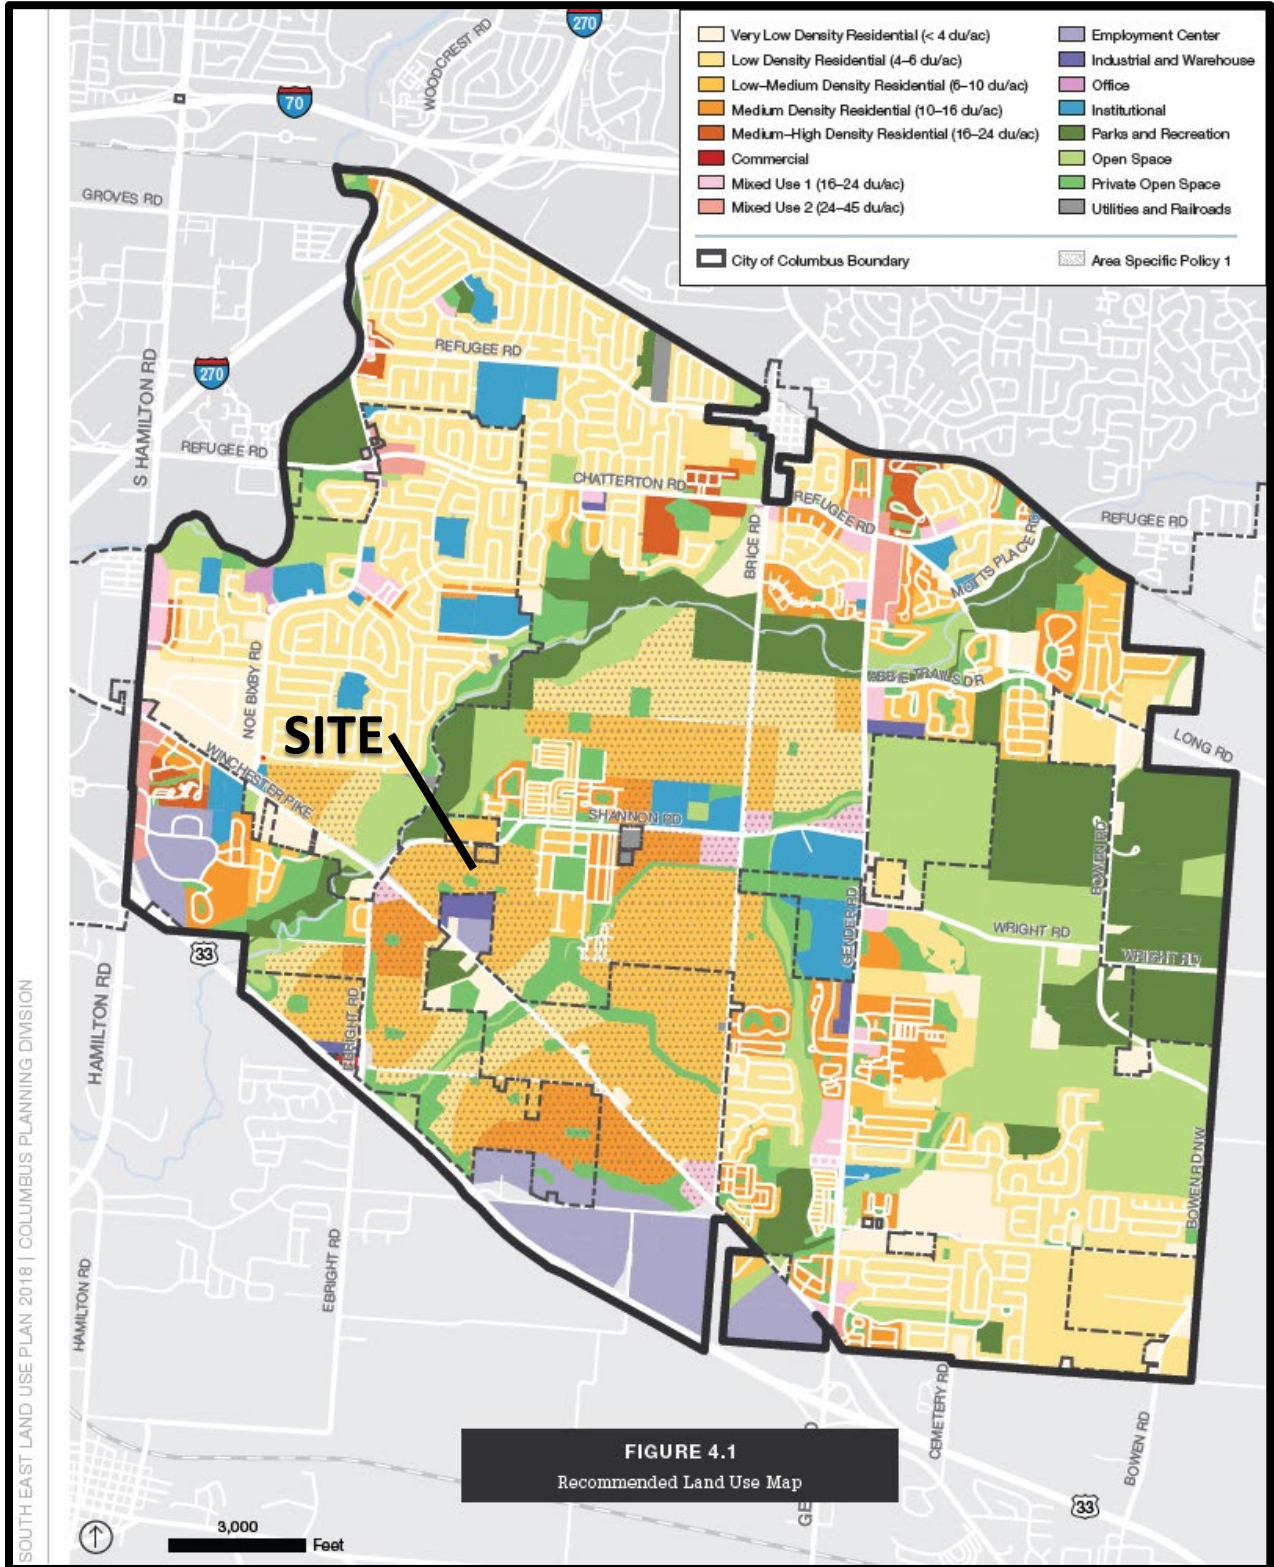 270
WOODCREST RD
70
GROVES RD
Very Low Density Residential (< 4 du/ac)
Low Density Residential (4–6 du/ac)
Low–Medium Density Residential (6–10 du/ac)
Medium Density Residential (10–16 du/ac)
Medium–High Density Residential (16–24 du/ac)
Commercial
Mixed Use 1 (16–24 du/ac)
Mixed Use 2 (24–45 du/ac)
Employment Center
Industrial and Warehouse
Office
Institutional
Parks and Recreation
Open Space
Private Open Space
Utilities and Railroads
City of Columbus Boundary
Area Specific Policy 1
REFUGEE RD
270
S HAMILTON RD
REFUGEE RD
CHATTERTON RD
REFUGEE RD
REFUGEE RD
BRICE RD
MOTTS PLACE RD
NOE BIXBY RD
TRAILS DR
SITE
WINCHESTER PIKE
LONG RD
SHANNON RD
BOWEN RD
GENDER RD
WRIGHT RD
WRIGHT RD
33
HAMILTON RD
EBRIGHT RD
BOWEN RD NW
EBRIGHT RD
HAMILTON RD
CEMETERY RD
BOWEN RD
33
FIGURE 4.1
Recommended Land Use Map
3,000
Feet
SOUTH EAST LAND USE PLAN 2018 | COLUMBUS PLANNING DIVISION